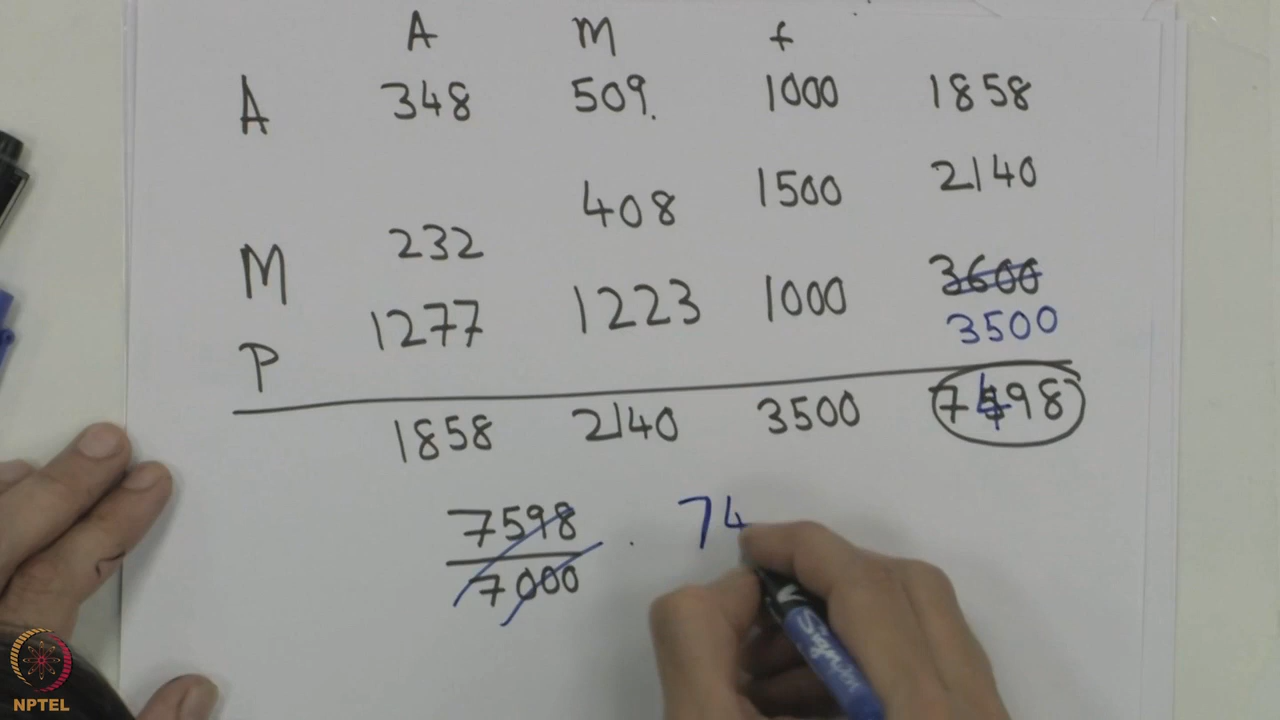 A M f
A 348 509. 1000 1858
408 1500 2140
M 232
3600
P 1277 1223 1000 3500
1858 2140 3500 7498
7598
7000 . 74
Signus
NPTEL